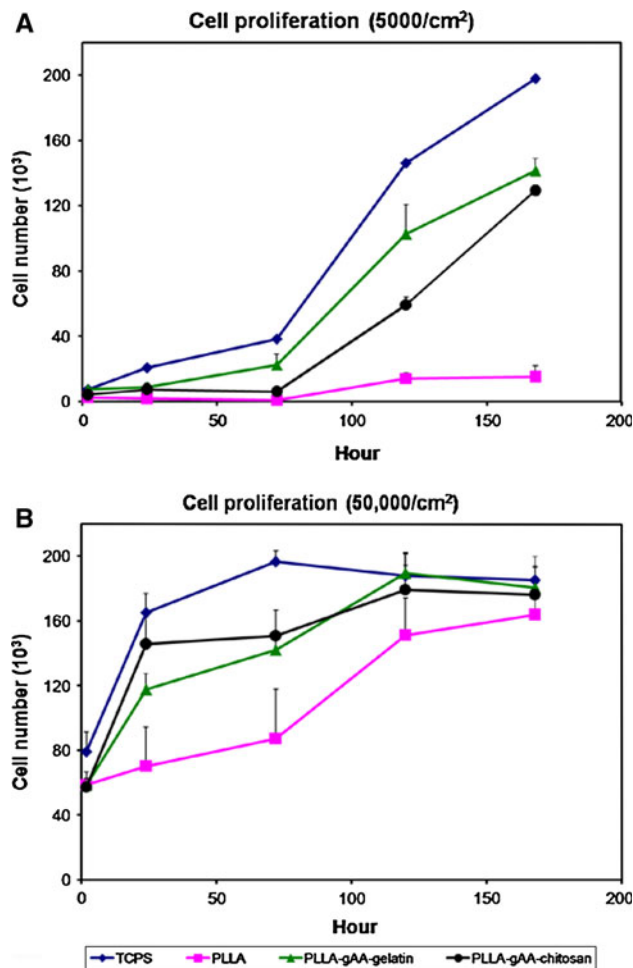 A
Cell proliferation (5000/cm²)
Cell number (10³)
200
160
120
80
40
0
0 50 100 150 200
Hour
B
Cell proliferation (50,000/cm²)
Cell number (10³)
200
160
120
80
40
0
0 50 100 150 200
Hour
TCPS PLLA PLLA-gAA-gelatin PLLA-gAA-chitosan